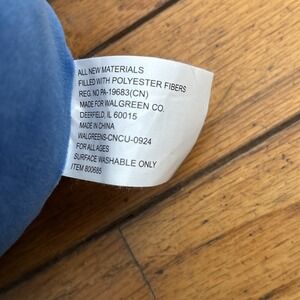 ALL NEW MATERIALS
FILLED WITH POLYESTER FIBERS
REG. NO PA-19683(CN)
MADE FOR WALGREEN CO.
DEERFIELD, IL 60015
MADE IN CHINA
WALGREENS-CNCU-0924
FOR ALL AGES
SURFACE WASHABLE ONLY
ITEM 800685